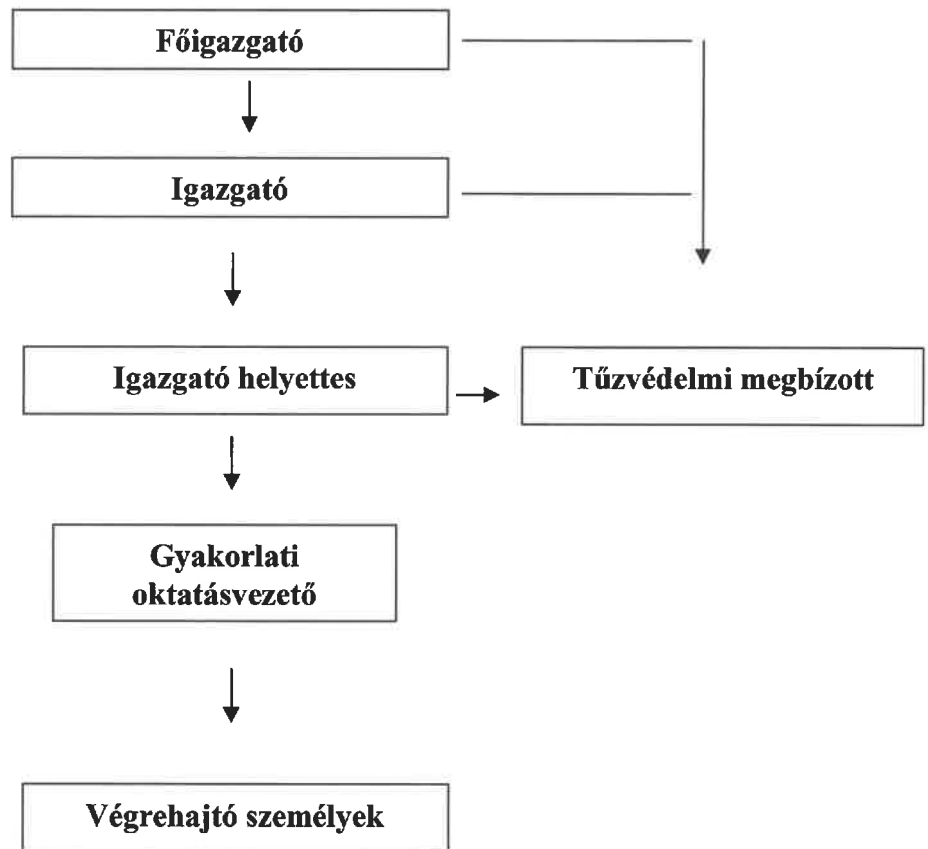 Főigazgató
Igazgató
Igazgató helyettes
Tűzvédelmi megbízott
Gyakorlati
oktatásvezető
Végrehajtó személyek